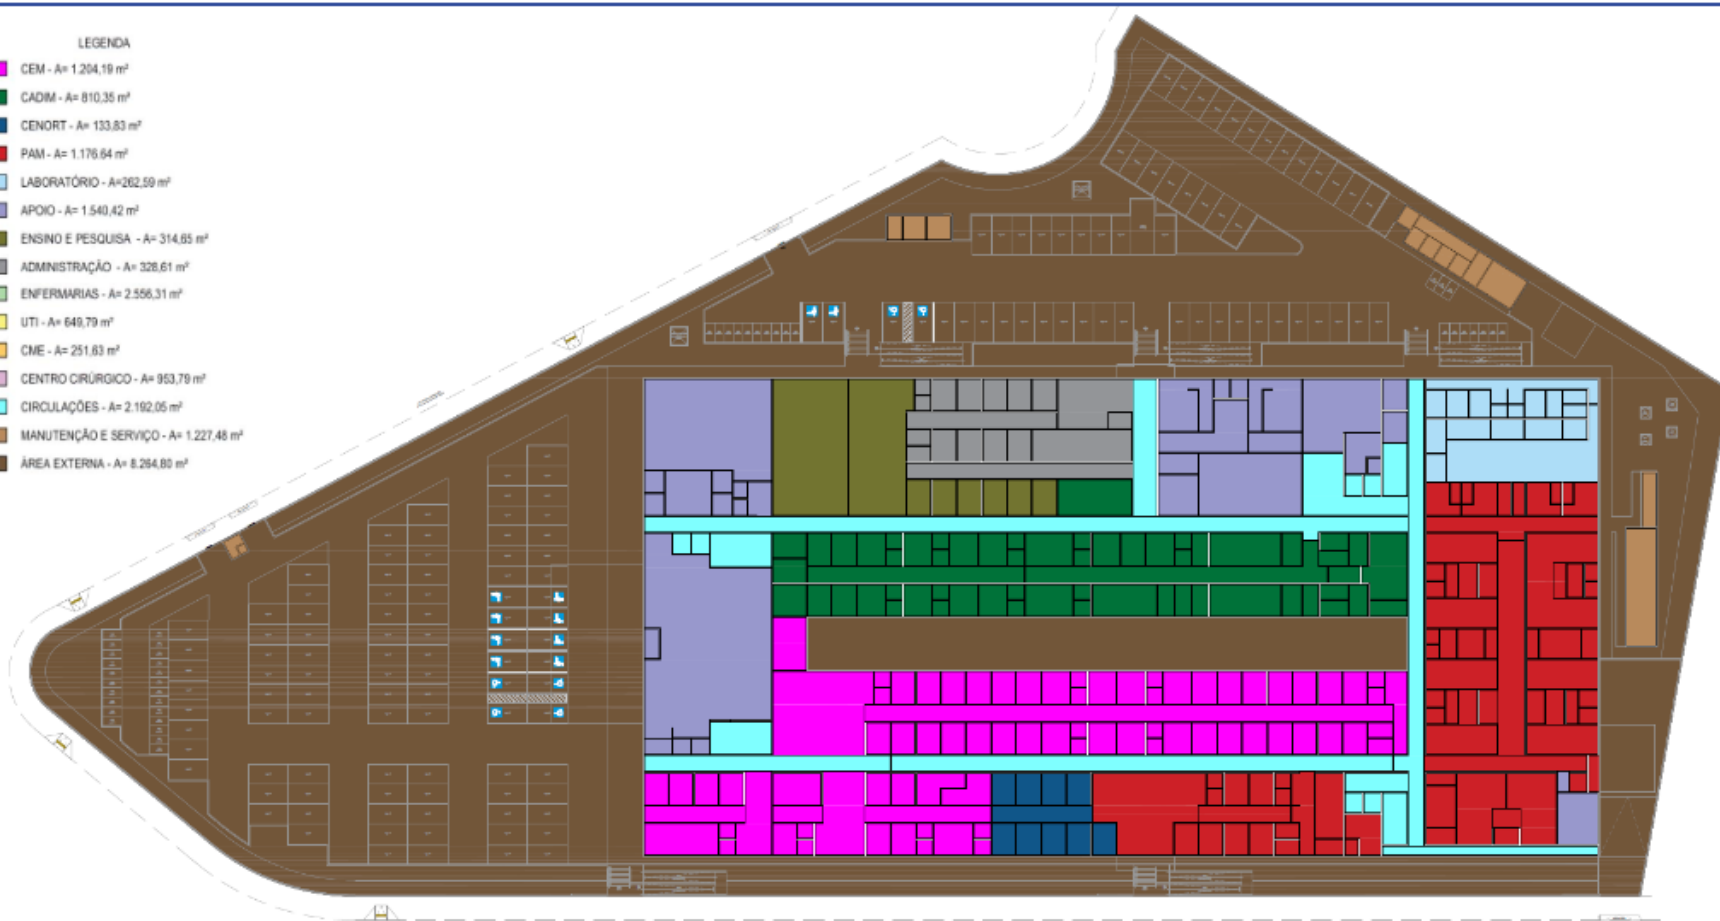 LEGENDA
CEM - A= 1.204,19 m²
CADIM - A= 810,35 m²
CENORT - A= 133,83 m²
PAM - A= 1.176.64 m²
LABORATÓRIO - A=262,59 m²
APOIO - A= 1.540,42 m²
ENSINO E PESQUISA - A= 314,65 m²
ADMINISTRAÇÃO - A= 328,61 m²
ENFERMARIAS - A= 2.556,31 m²
UTI - A= 649,79 m²
CME - A= 251,63 m²
CENTRO CIRÚRGICO - A= 953,79 m²
CIRCULAÇÕES - A= 2.192,05 m²
MANUTENÇÃO E SERVIÇO - A= 1.227,48 m²
ÁREA EXTERNA - A= 8.264,80 m²